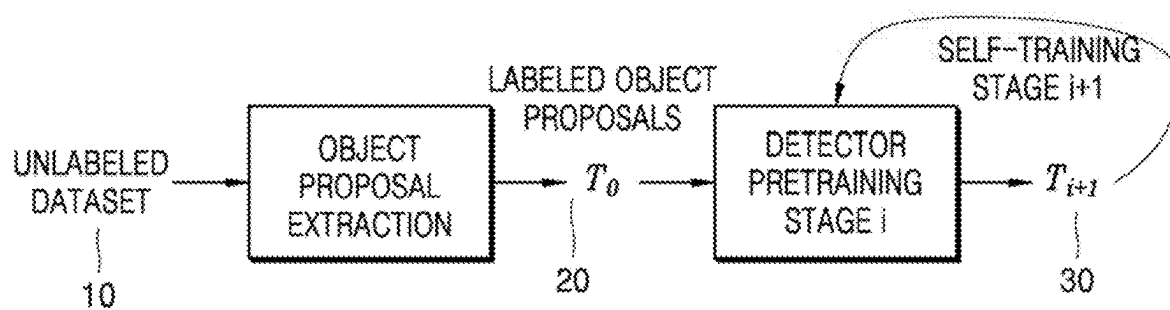 SELF-TRAINING
STAGE i+1
LABELED OBJECT
PROPOSALS
UNLABELED
DATASET
OBJECT
PROPOSAL
EXTRACTION
T₀
DETECTOR
PRETRAINING
STAGE i
Tᵢ₊₁
10
20
30